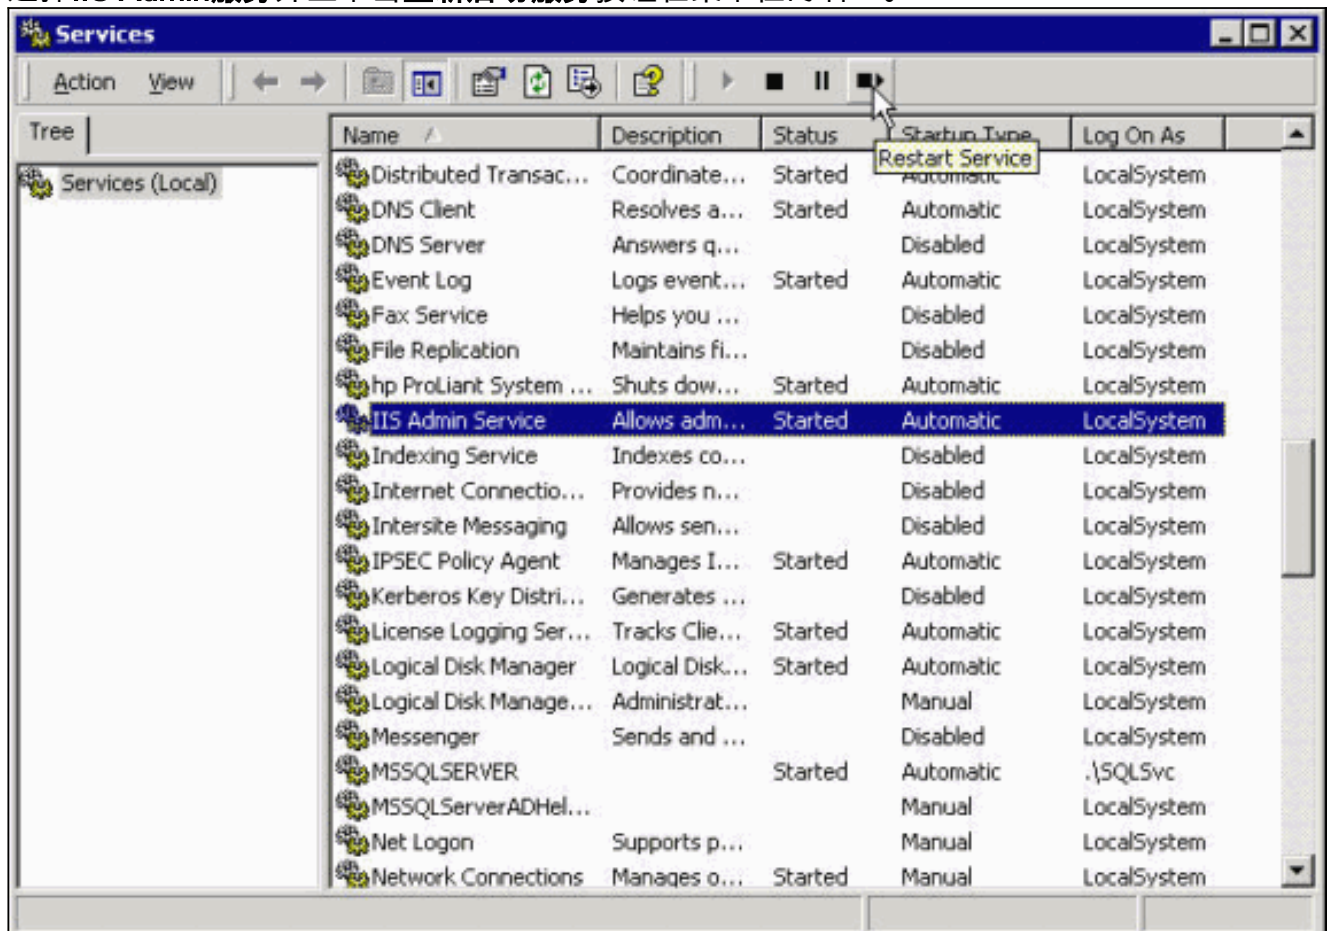 Services
Action View
Tree
Services (Local)
Name Description Status Startup Type Log On As
Restart Service
Distributed Transac... Coordinate... Started Automatic LocalSystem
DNS Client Resolves a... Started Automatic LocalSystem
DNS Server Answers q... Disabled LocalSystem
Event Log Logs event... Started Automatic LocalSystem
Fax Service Helps you ... Disabled LocalSystem
File Replication Maintains fi... Disabled LocalSystem
hp ProLiant System ... Shuts dow... Started Automatic LocalSystem
IIS Admin Service Allows adm... Started Automatic LocalSystem
Indexing Service Indexes co... Disabled LocalSystem
Internet Connectio... Provides n... Disabled LocalSystem
Intersite Messaging Allows sen... Disabled LocalSystem
IPSEC Policy Agent Manages I... Started Automatic LocalSystem
Kerberos Key Distri... Generates ... Disabled LocalSystem
License Logging Ser... Tracks Clie... Started Automatic LocalSystem
Logical Disk Manager Logical Disk... Started Automatic LocalSystem
Logical Disk Manage... Administrat... Manual LocalSystem
Messenger Sends and ... Disabled LocalSystem
MSSQLSERVER Started Automatic .\SQLSvc
MSSQLServerADHel... Manual LocalSystem
Net Logon Supports p... Manual LocalSystem
Network Connections Manages o... Started Manual LocalSystem